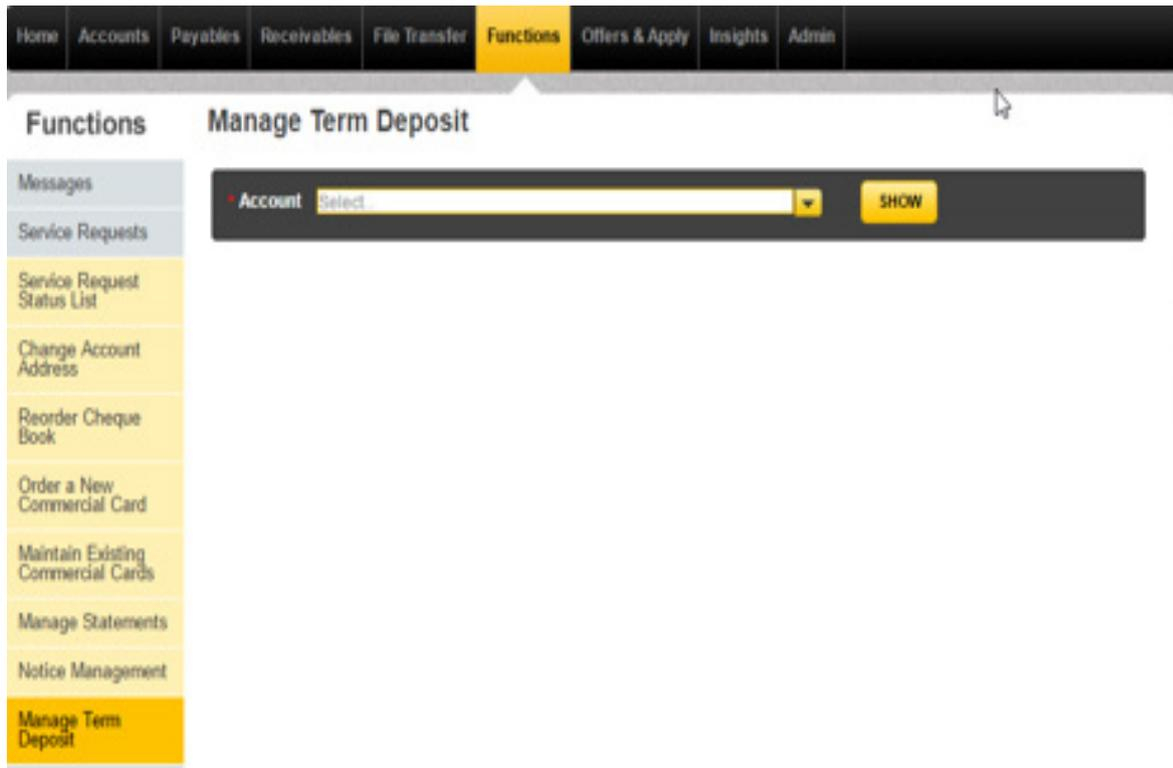 Home Accounts Payables Receivables File Transfer Functions Offers & Apply Insights Admin
Functions
Manage Term Deposit
Messages
* Account Select.. SHOW
Service Requests
Service Request
Status List
Change Account
Address
Reorder Cheque
Book
Order a New
Commercial Card
Maintain Existing
Commercial Cards
Manage Statements
Notice Management
Manage Term
Deposit